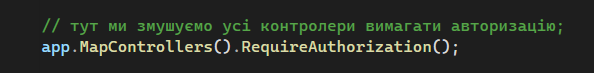 // тут ми змушуємо усі контролери вимагати авторизацію;
app.MapControllers().RequireAuthorization();